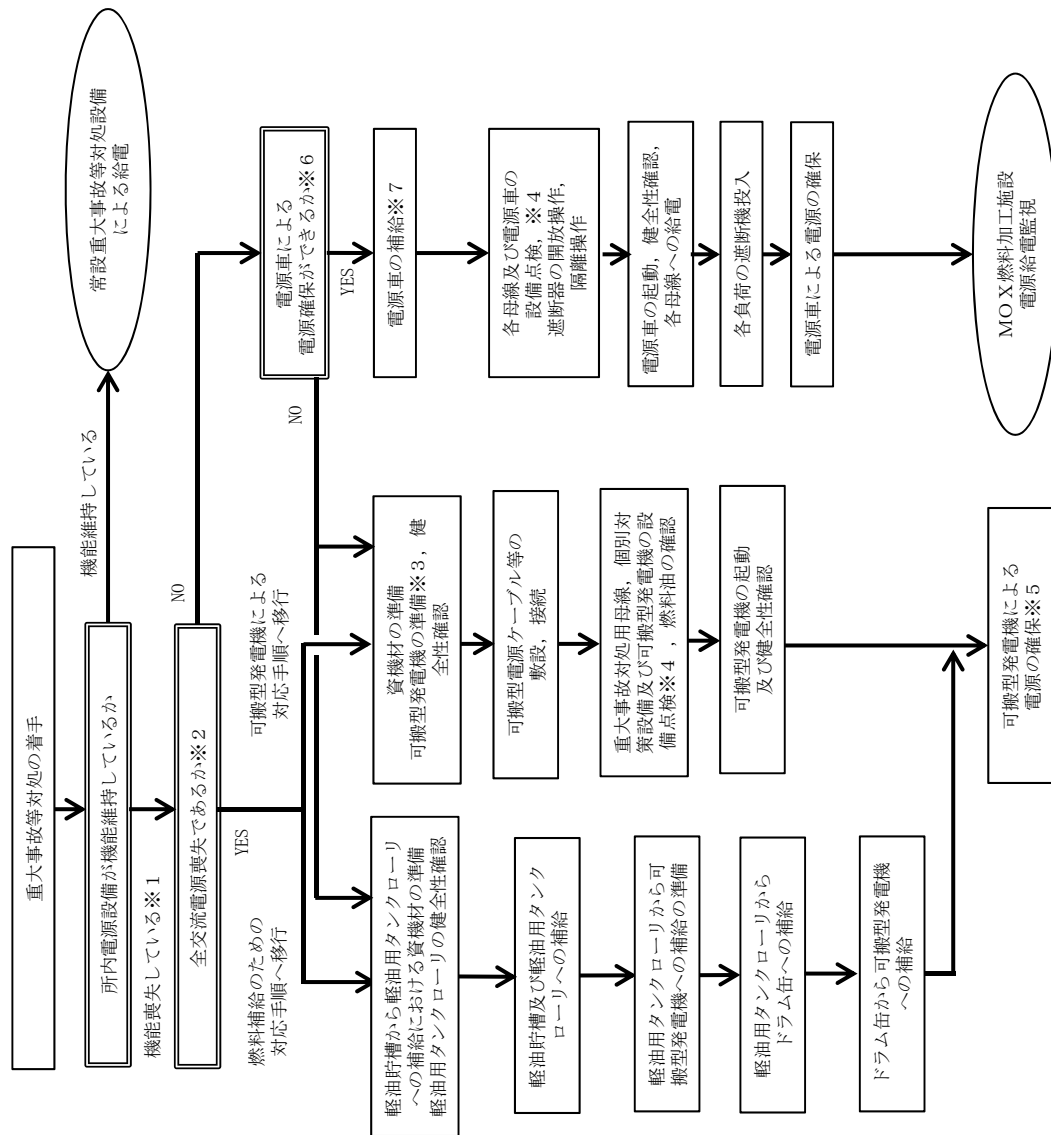 重大事故等対処の着手
所内電源設備が機能維持しているか
機能維持している
常設重大事故等対処設備
による給電
機能喪失している※1
全交流電源喪失であるか※2
NO
YES
燃料補給のための
対応手順へ移行
可搬型発電機による
対応手順へ移行
電源車による
電源確保ができるか※6
NO
YES
軽油貯槽から軽油用タンクローリ
への補給における資機材の準備
軽油用タンクローリの健全性確認
軽油貯槽及び軽油用タンク
ローリへの補給
軽油用タンクローリから可
搬型発電機への補給の準備
軽油用タンクローリから
ドラム缶への補給
ドラム缶から可搬型発電機
への補給
資機材の準備
可搬型発電機の準備※3,健
全性確認
可搬型電源ケーブル等の
敷設,接続
重大事故対処用母線,個別対
策設備及び可搬型発電機の設
備点検※4,燃料油の確認
可搬型発電機の起動
及び健全性確認
可搬型発電機による
電源の確保※5
電源車の補給※7
各母線及び電源車の
設備点検,※4
遮断器の開放操作,
隔離操作
電源車の起動,健全性確認,
各母線への給電
各負荷の遮断機投入
電源車による電源の確保
MOX燃料加工施設
電源給電監視